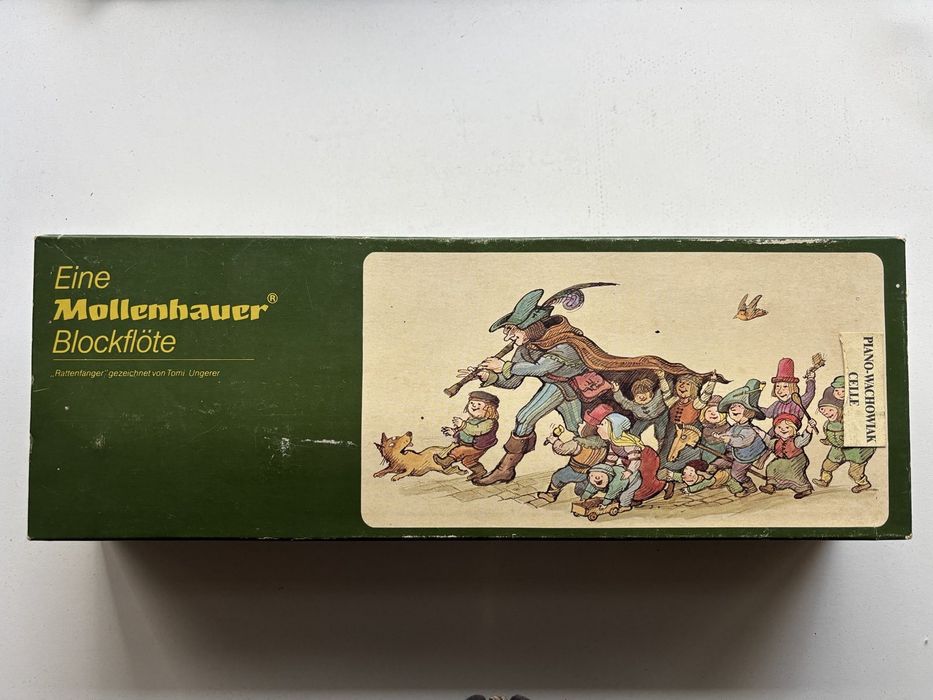 Eine
Mollenhauer®
Blockflöte
„Rattenfänger" gezeichnet von Tomi Ungerer
PIANO-WACHOWIAK
CELLE